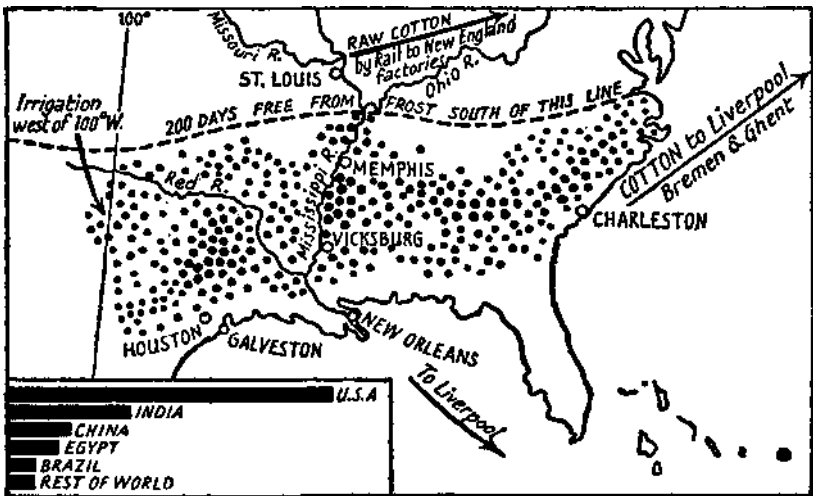 100°
Missouri R.
RAW COTTON
by Rail to New England
factories
ST. LOUIS
Ohio R.
Irrigation
west of 100°W.
200 DAYS FREE FROM FROST SOUTH OF THIS LINE
COTTON to Liverpool
Bremen & Ghent
MEMPHIS
Red R.
Mississippi R.
CHARLESTON
VICKSBURG
HOUSTON
GALVESTON
NEW ORLEANS
To Liverpool
U.S.A
INDIA
CHINA
EGYPT
BRAZIL
REST OF WORLD